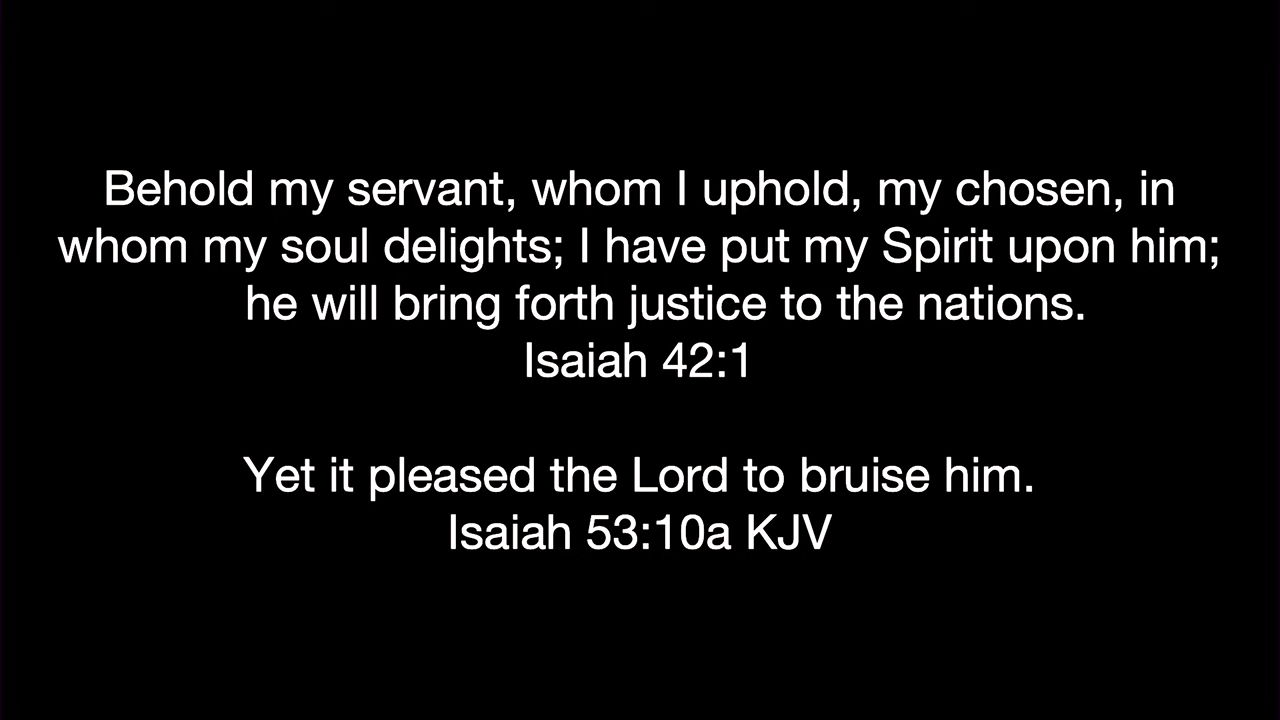 Behold my servant, whom I uphold, my chosen, in
whom my soul delights; I have put my Spirit upon him;
he will bring forth justice to the nations.
Isaiah 42:1
Yet it pleased the Lord to bruise him.
Isaiah 53:10a KJV